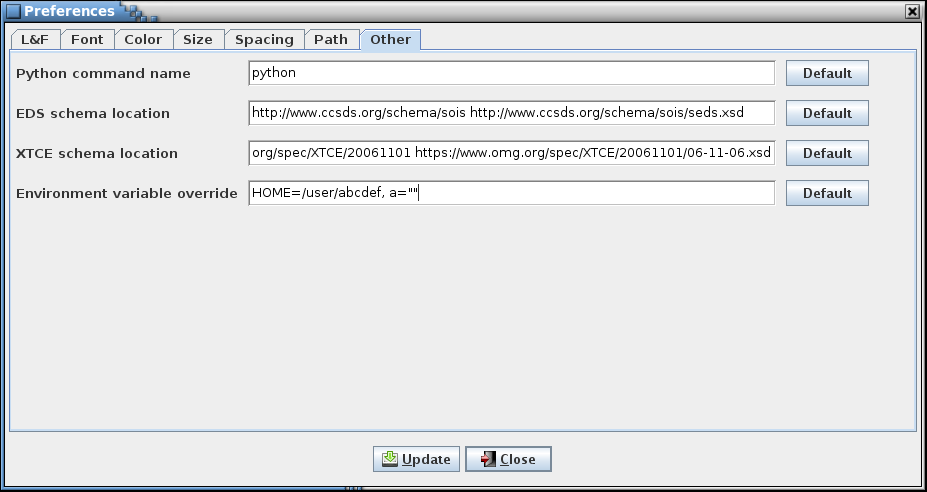 Preferences
L&F Font Color Size Spacing Path Other
Python command name python Default
EDS schema location http://www.ccsds.org/schema/sois http://www.ccsds.org/schema/sois/seds.xsd Default
XTCE schema location org/spec/XTCE/20061101 https://www.omg.org/spec/XTCE/20061101/06-11-06.xsd Default
Environment variable override HOME=/user/abcdef, a="" Default
Update Close